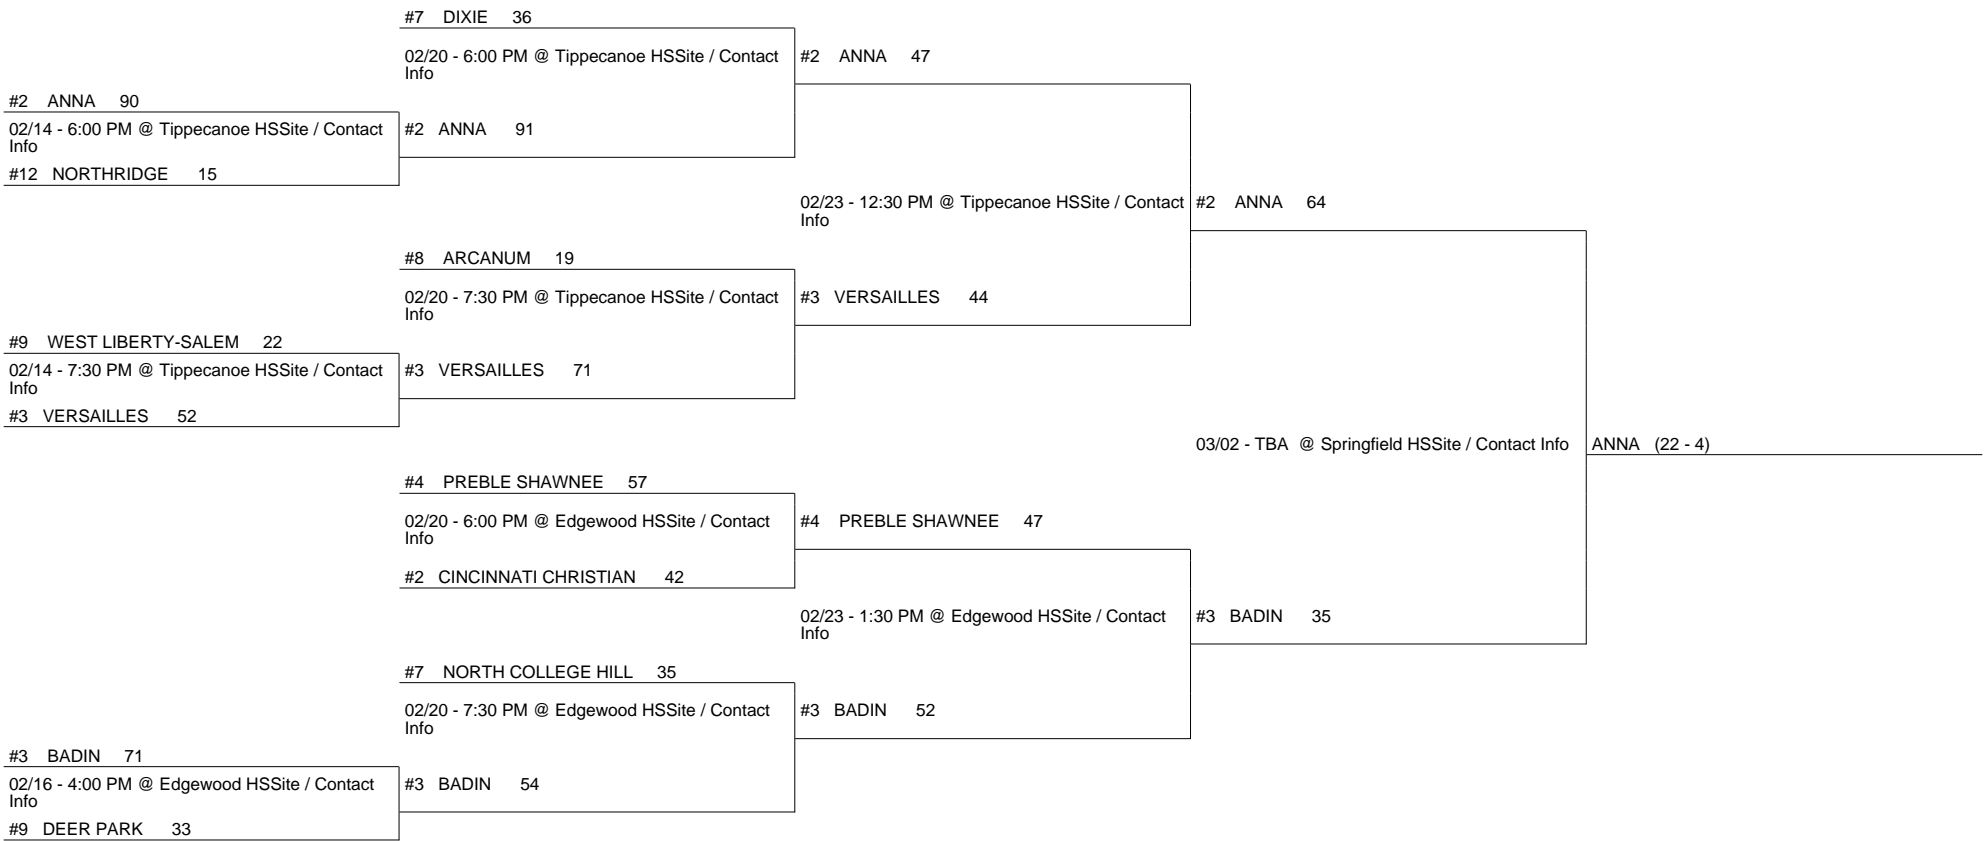 #7 DIXIE 36
02/20 - 6:00 PM @ Tippecanoe HSSite / Contact
Info
#2 ANNA 47
#2 ANNA 90
02/14 - 6:00 PM @ Tippecanoe HSSite / Contact
Info
#2 ANNA 91
#12 NORTHRIDGE 15
02/23 - 12:30 PM @ Tippecanoe HSSite / Contact
Info
#2 ANNA 64
#8 ARCANUM 19
02/20 - 7:30 PM @ Tippecanoe HSSite / Contact
Info
#3 VERSAILLES 44
#9 WEST LIBERTY-SALEM 22
02/14 - 7:30 PM @ Tippecanoe HSSite / Contact
Info
#3 VERSAILLES 71
#3 VERSAILLES 52
03/02 - TBA @ Springfield HSSite / Contact Info
ANNA (22 - 4)
#4 PREBLE SHAWNEE 57
02/20 - 6:00 PM @ Edgewood HSSite / Contact
Info
#4 PREBLE SHAWNEE 47
#2 CINCINNATI CHRISTIAN 42
02/23 - 1:30 PM @ Edgewood HSSite / Contact
Info
#3 BADIN 35
#7 NORTH COLLEGE HILL 35
02/20 - 7:30 PM @ Edgewood HSSite / Contact
Info
#3 BADIN 52
#3 BADIN 71
02/16 - 4:00 PM @ Edgewood HSSite / Contact
Info
#3 BADIN 54
#9 DEER PARK 33